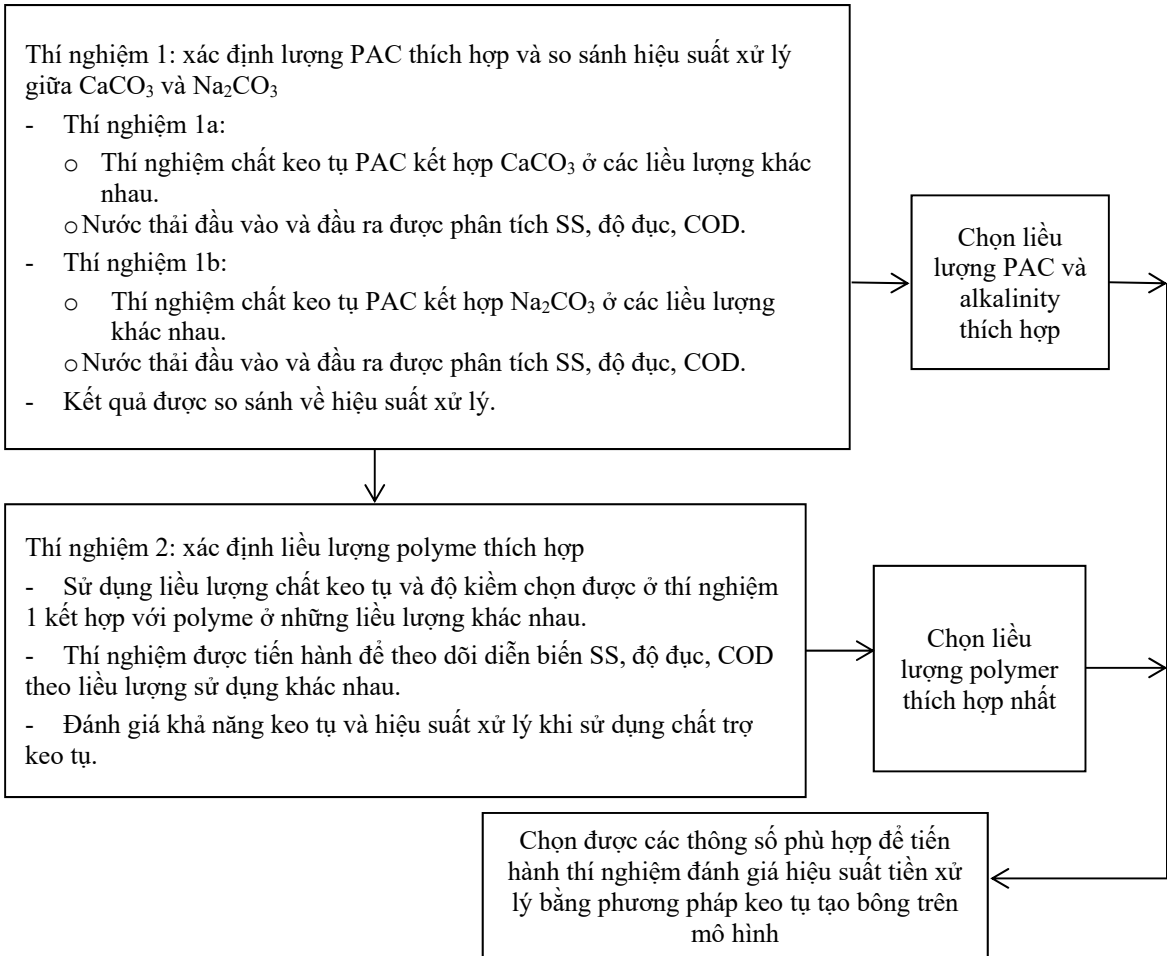 Thí nghiệm 1: xác định lượng PAC thích hợp và so sánh hiệu suất xử lý
giữa CaCO₃ và Na₂CO₃
- Thí nghiệm 1a:
o Thí nghiệm chất keo tụ PAC kết hợp CaCO₃ ở các liều lượng khác
nhau.
o Nước thải đầu vào và đầu ra được phân tích SS, độ đục, COD.
- Thí nghiệm 1b:
o Thí nghiệm chất keo tụ PAC kết hợp Na₂CO₃ ở các liều lượng
khác nhau.
o Nước thải đầu vào và đầu ra được phân tích SS, độ đục, COD.
- Kết quả được so sánh về hiệu suất xử lý.
Chọn liều
lượng PAC và
alkalinity
thích hợp
Thí nghiệm 2: xác định liều lượng polyme thích hợp
- Sử dụng liều lượng chất keo tụ và độ kiềm chọn được ở thí nghiệm
1 kết hợp với polyme ở những liều lượng khác nhau.
- Thí nghiệm được tiến hành để theo dõi diễn biến SS, độ đục, COD
theo liều lượng sử dụng khác nhau.
- Đánh giá khả năng keo tụ và hiệu suất xử lý khi sử dụng chất trợ
keo tụ.
Chọn liều
lượng polymer
thích hợp nhất
Chọn được các thông số phù hợp để tiến
hành thí nghiệm đánh giá hiệu suất tiền xử
lý bằng phương pháp keo tụ tạo bông trên
mô hình